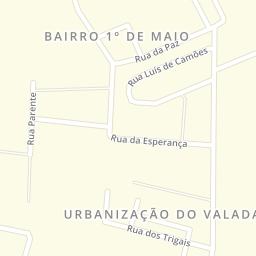 BAIRRO 1° DE MAIO
Rua da Paz
Rua Luís de Camões
Rua Parente
Rua da Esperança
URBANIZAÇÃO DO VALADA
Rua dos Trigais